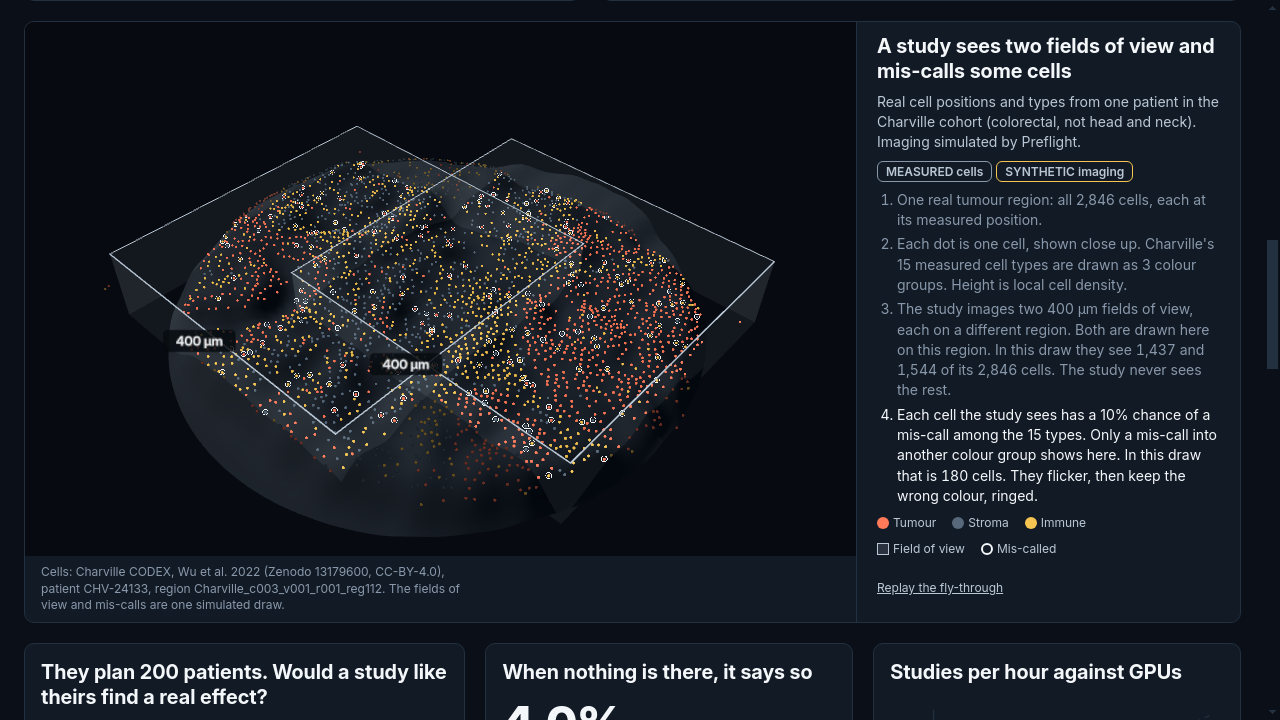 A study sees two fields of view and
mis-calls some cells
Real cell positions and types from one patient in the
Charville cohort (colorectal, not head and neck).
Imaging simulated by Preflight.
MEASURED cells SYNTHETIC imaging
1. One real tumour region: all 2,846 cells, each at
its measured position.
2. Each dot is one cell, shown close up. Charville's
15 measured cell types are drawn as 3 colour
groups. Height is local cell density.
3. The study images two 400 µm fields of view,
each on a different region. Both are drawn here
on this region. In this draw they see 1,437 and
1,544 of its 2,846 cells. The study never sees
the rest.
4. Each cell the study sees has a 10% chance of a
mis-call among the 15 types. Only a mis-call into
another colour group shows here. In this draw
that is 180 cells. They flicker, then keep the
wrong colour, ringed.
Tumour Stroma Immune
Field of view Mis-called
Replay the fly-through
400 µm
400 µm
Cells: Charville CODEX, Wu et al. 2022 (Zenodo 13179600, CC-BY-4.0),
patient CHV-24133, region Charville_c003_v001_r001_reg112. The fields of
view and mis-calls are one simulated draw.
They plan 200 patients. Would a study like
theirs find a real effect?
When nothing is there, it says so
4.0%
Studies per hour against GPUs